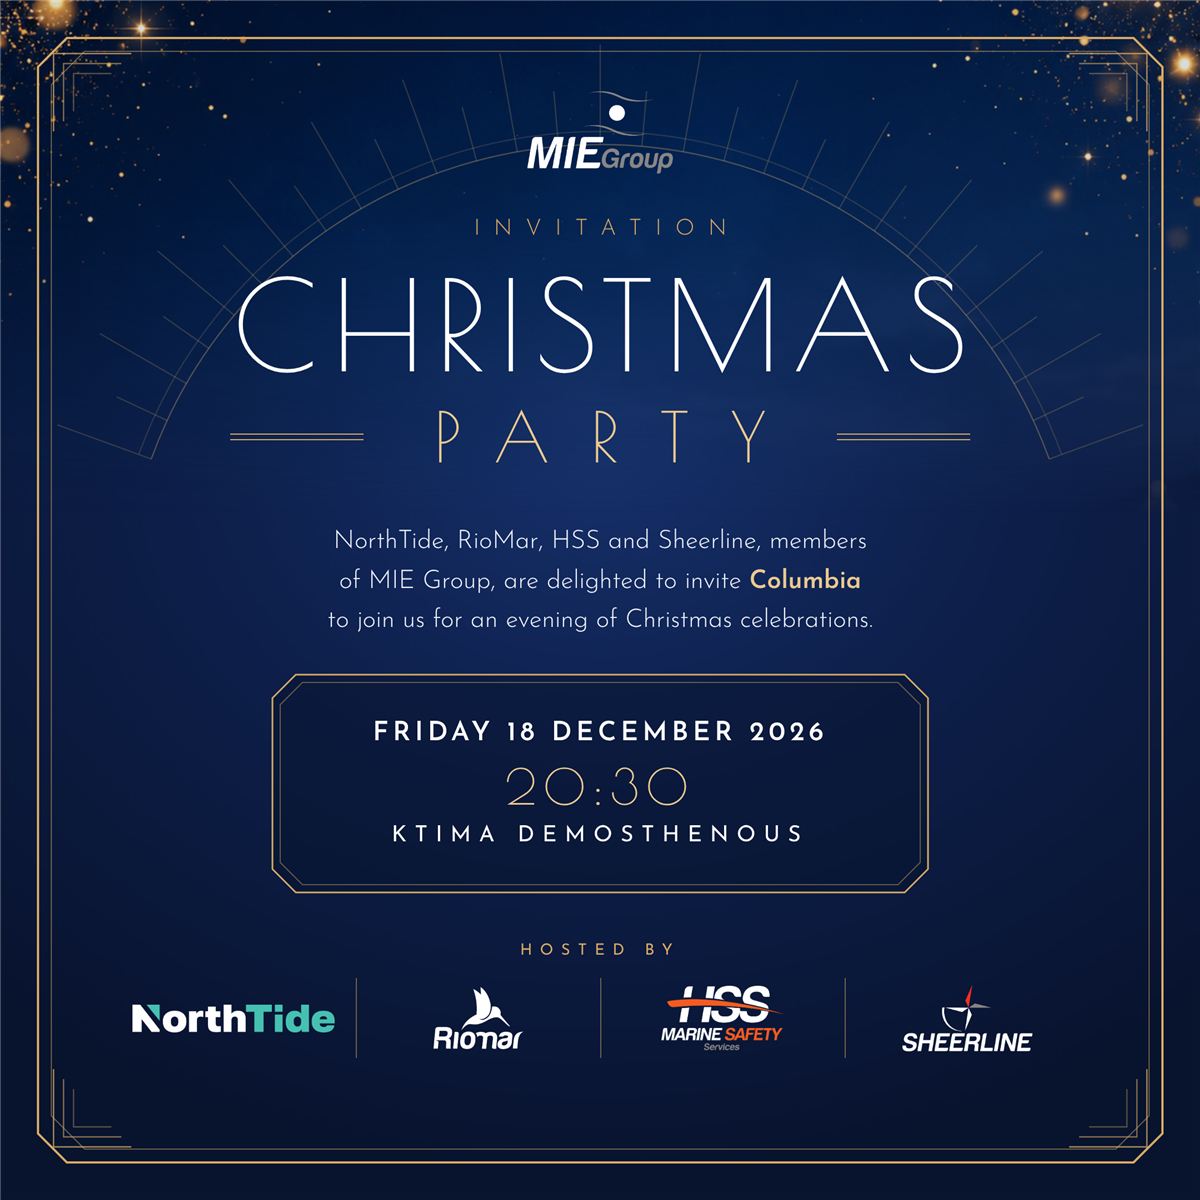 MIE Group
INVITATION
CHRISTMAS
PARTY
NorthTide, RioMar, HSS and Sheerline, members
of MIE Group, are delighted to invite Columbia
to join us for an evening of Christmas celebrations.
FRIDAY 18 DECEMBER 2026
20:30
KTIMA DEMOSTHENOUS
HOSTED BY
NorthTide
Riomar
HSS
MARINE SAFETY
Services
SHEERLINE